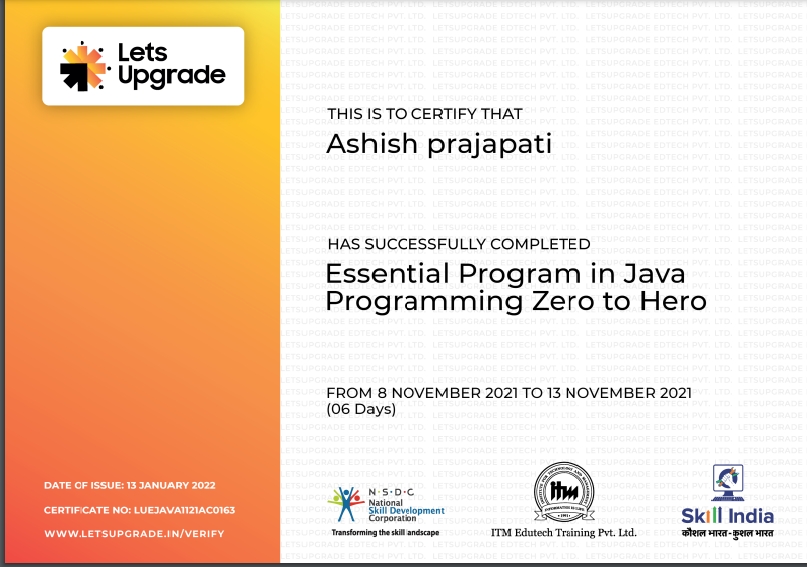 Lets
Upgrade
THIS IS TO CERTIFY THAT
Ashish prajapati
HAS SUCCESSFULLY COMPLETED
Essential Program in Java
Programming Zero to Hero
FROM 8 NOVEMBER 2021 TO 13 NOVEMBER 2021
(06 Days)
DATE OF ISSUE: 13 JANUARY 2022
CERTIFICATE NO: LUEJAVA1121AC0163
WWW.LETSUPGRADE.IN/VERIFY
N·S·D·C
National
Skill Development
Corporation
Transforming the skill landscape
itm
ITM Edutech Training Pvt. Ltd.
Skill India
कौशल भारत-कुशल भारत